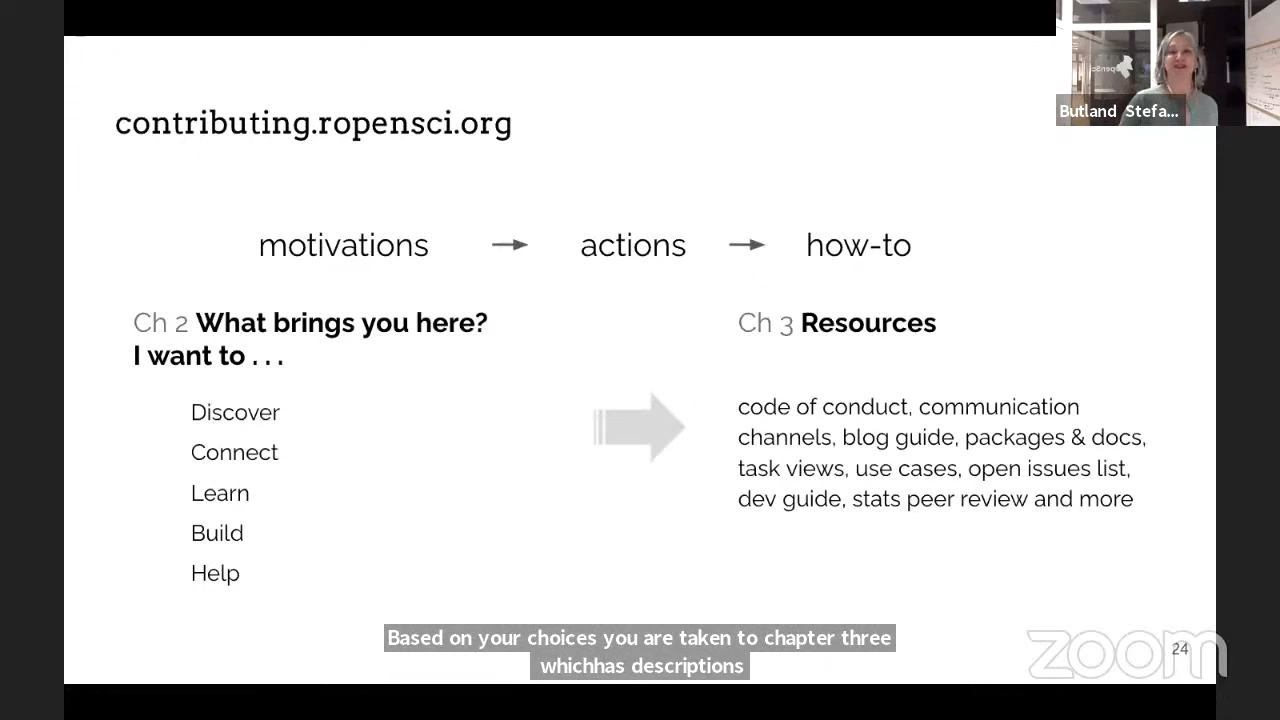 contributing.ropensci.org
motivations → actions → how-to
Ch 2 What brings you here?
I want to . . .
Discover
Connect
Learn
Build
Help
Ch 3 Resources
code of conduct, communication
channels, blog guide, packages & docs,
task views, use cases, open issues list,
dev guide, stats peer review and more
Butland Stefa...
Based on your choices you are taken to chapter three
whichhas descriptions
zoom
24